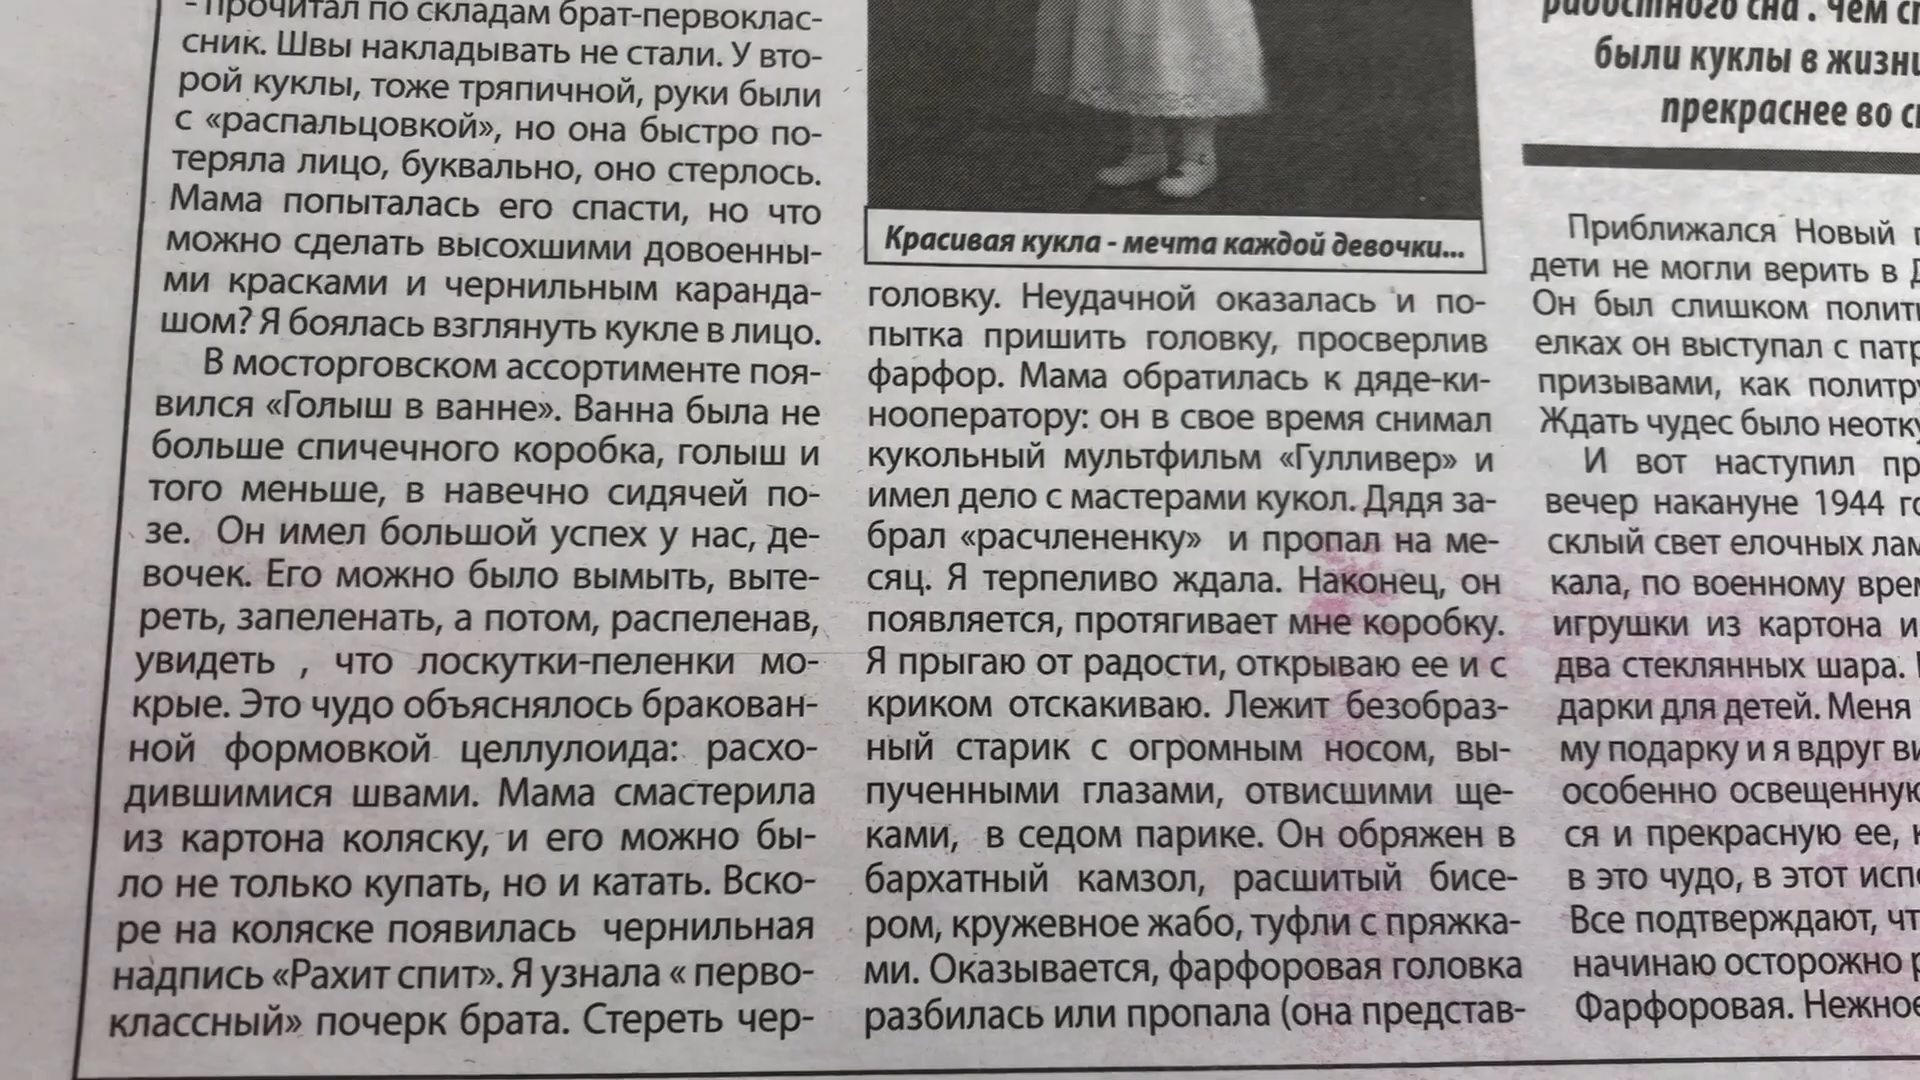 - прочитал по складам брат-первоклас-
сник. Швы накладывать не стали. У вто-
рой куклы, тоже тряпичной, руки были
с «распальцовкой», но она быстро по-
теряла лицо, буквально, оно стерлось.
Мама попыталась его спасти, но что
можно сделать высохшими довоенны-
ми красками и чернильным каранда-
шом? Я боялась взглянуть кукле в лицо.
В мосторговском ассортименте поя-
вился «Голыш в ванне». Ванна была не
больше спичечного коробка, голыш и
того меньше, в навечно сидячей по-
зе. Он имел большой успех у нас, де-
вочек. Его можно было вымыть, выте-
реть, запеленать, а потом, распеленав,
увидеть , что лоскутки-пеленки мо-
крые. Это чудо объяснялось бракован-
ной формовкой целлулоида: расхо-
дившимися швами. Мама смастерила
из картона коляску, и его можно бы-
ло не только купать, но и катать. Вско-
ре на коляске появилась чернильная
надпись «Рахит спит». Я узнала « перво-
классный» почерк брата. Стереть чер-
Красивая кукла - мечта каждой девочки...
головку. Неудачной оказалась и по-
пытка пришить головку, просверлив
фарфор. Мама обратилась к дяде-ки-
нооператору: он в свое время снимал
кукольный мультфильм «Гулливер» и
имел дело с мастерами кукол. Дядя за-
брал «расчлененку» и пропал на ме-
сяц. Я терпеливо ждала. Наконец, он
появляется, протягивает мне коробку.
Я прыгаю от радости, открываю ее и с
криком отскакиваю. Лежит безобраз-
ный старик с огромным носом, вы-
пученными глазами, отвисшими ще-
ками, в седом парике. Он обряжен в
бархатный камзол, расшитый бисе-
ром, кружевное жабо, туфли с пряжка-
ми. Оказывается, фарфоровая головка
разбилась или пропала (она представ-
радостного сна . Чем
были куклы в
прекраснее во
Приближался Новый
дети не могли верить в
Он был слишком
елках он выступал с
призывами, как
Ждать чудес было
И вот наступил
вечер накануне 1944
склый свет елочных
кала, по военному
игрушки из картона и
два стеклянных шара.
дарки для детей. Меня
му подарку и я вдруг
особенно
ся и прекрасную ее,
в это чудо, в этот
Все подтверждают,
начинаю осторожно
Фарфоровая.